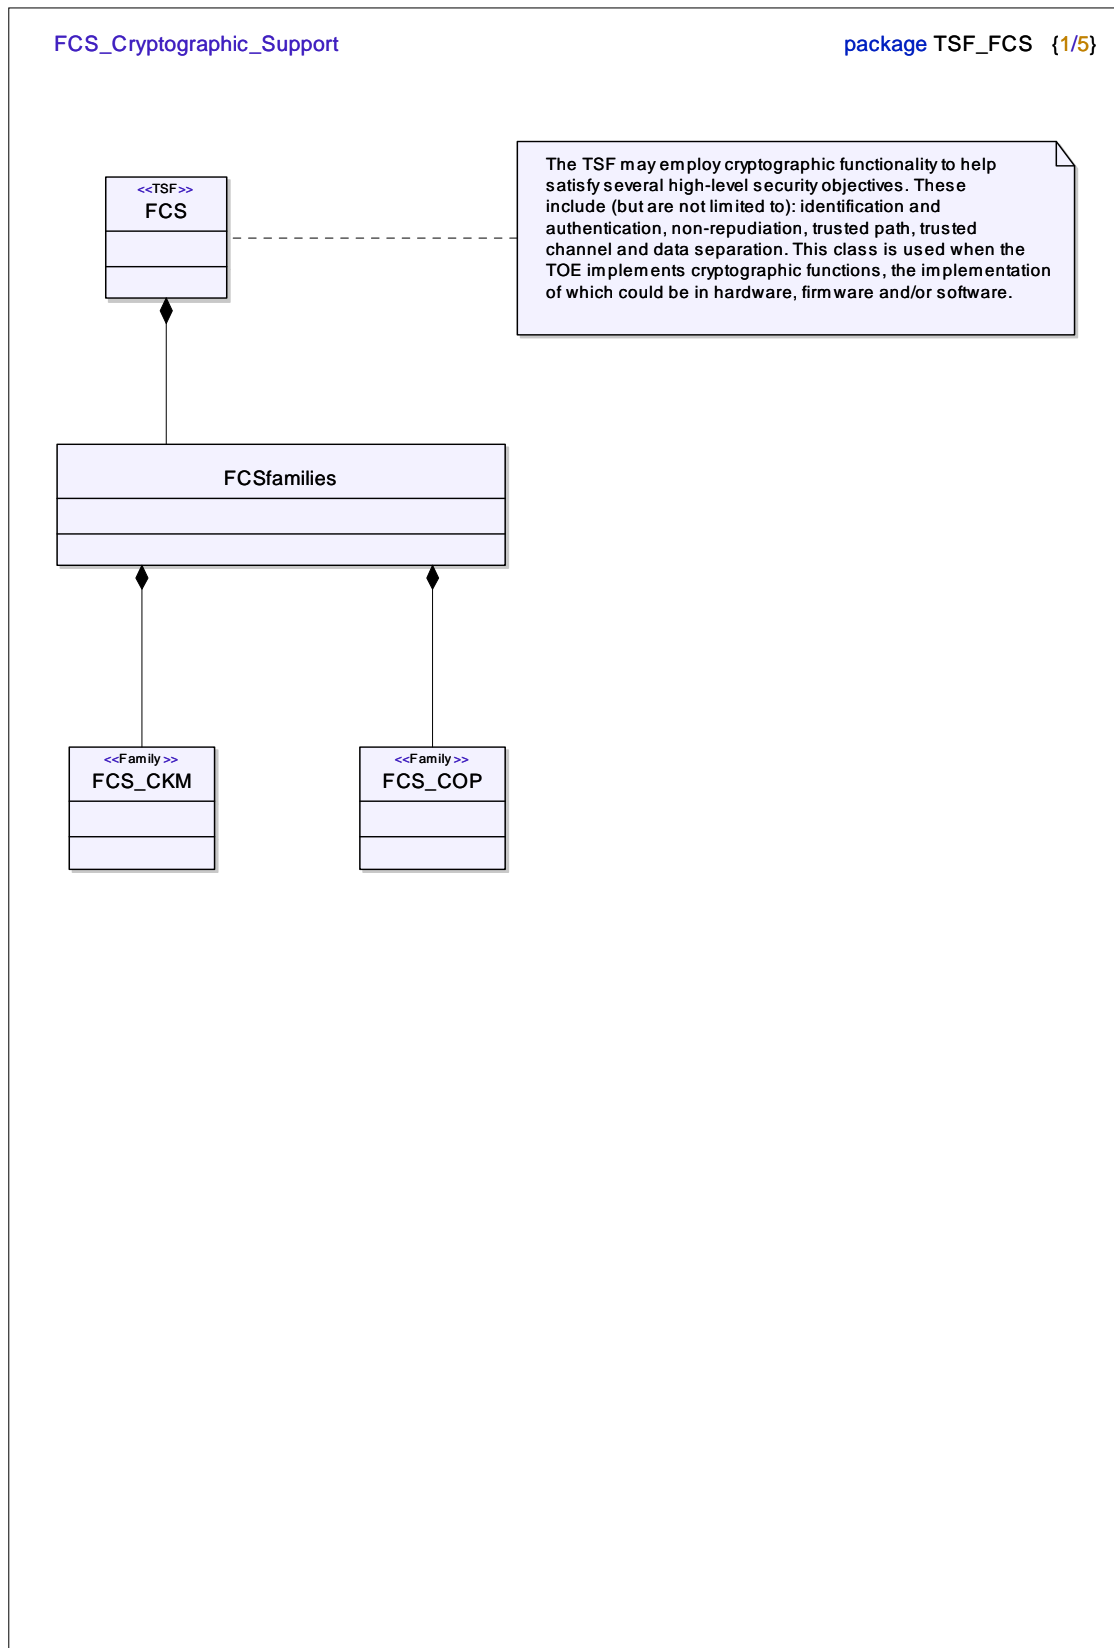 FCS_Cryptographic_Support
package TSF_FCS {1/5}
<<TSF>>
FCS
The TSF may employ cryptographic functionality to help
satisfy several high-level security objectives. These
include (but are not limited to): identification and
authentication, non-repudiation, trusted path, trusted
channel and data separation. This class is used when the
TOE implements cryptographic functions, the implementation
of which could be in hardware, firmware and/or software.
FCSfamilies
<<Family>>
FCS_CKM
<<Family>>
FCS_COP